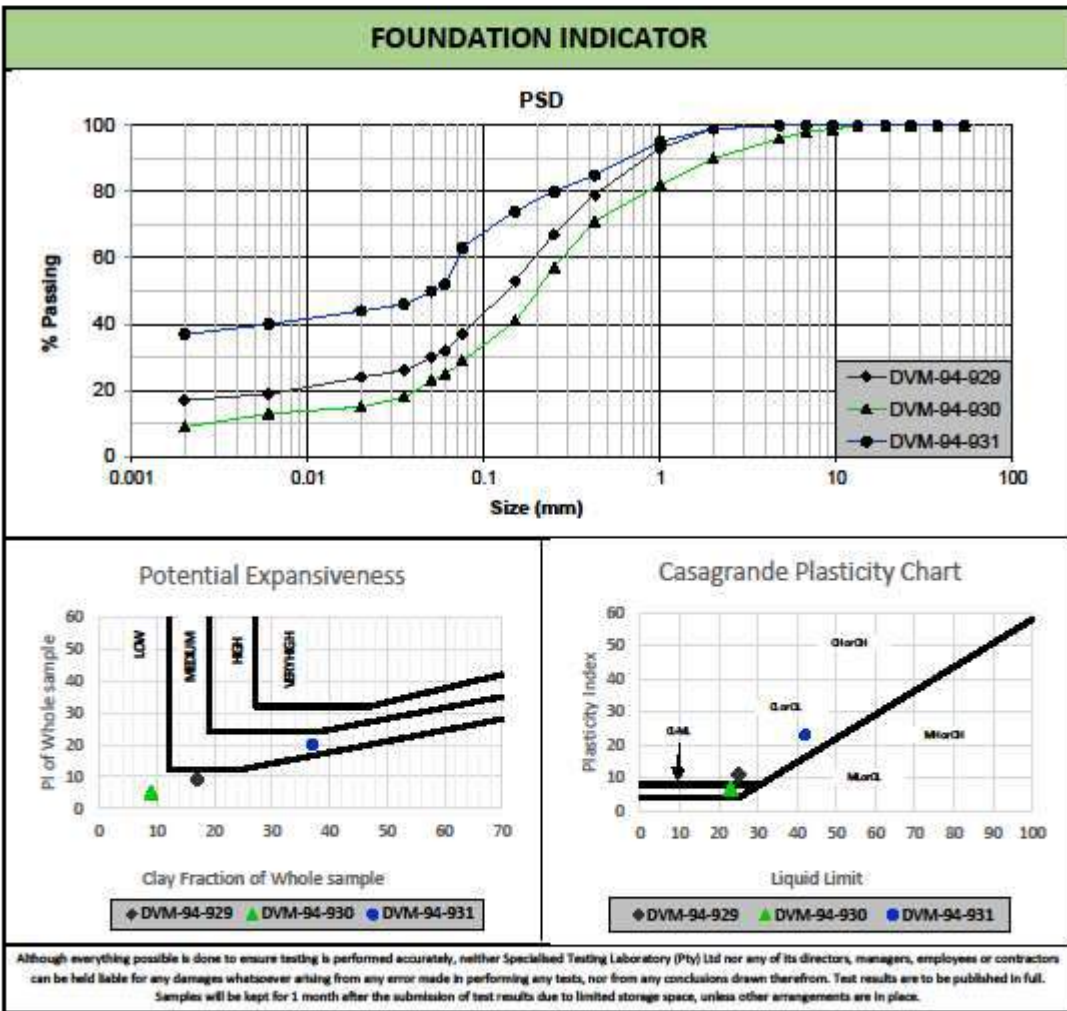 FOUNDATION INDICATOR
PSD
% Passing
100
80
60
40
20
0
0.001 0.01 0.1 1 10 100
Size (mm)
DVM-94-929
DVM-94-930
DVM-94-931
Potential Expansiveness
PI of Whole sample
60
50
40
30
20
10
0
LOW
MEDIUM
HIGH
VERY HIGH
0 10 20 30 40 50 60 70
Clay Fraction of Whole sample
DVM-94-929 DVM-94-930 DVM-94-931
Casagrande Plasticity Chart
Plasticity Index
60
50
40
30
20
10
0
0 10 20 30 40 50 60 70 80 90 100
Liquid Limit
DVM-94-929 DVM-94-930 DVM-94-931
Although everything possible is done to ensure testing is performed accurately, neither Specialised Testing Laboratory (Pty) Ltd nor any of its directors, managers, employees or contractors
can be held liable for any damages whatsoever arising from any error made in performing any tests, nor from any conclusions drawn therefrom. Test results are to be published in full.
Samples will be kept for 1 month after the submission of test results due to limited storage space, unless other arrangements are in place.